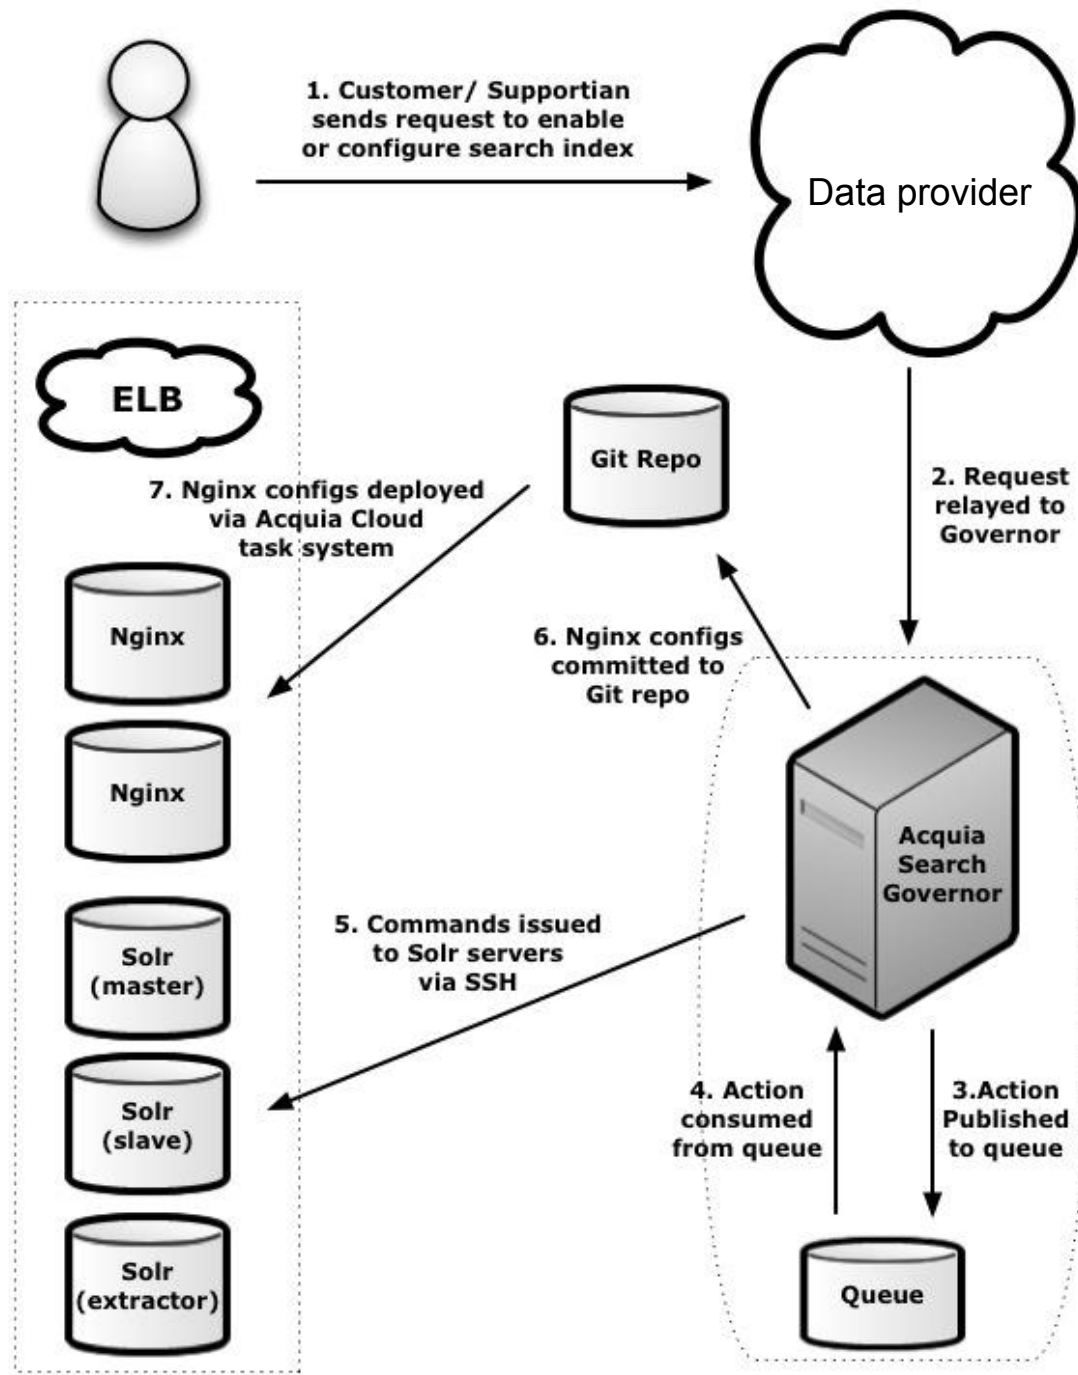 1. Customer/ Supportian
sends request to enable
or configure search index
Data provider
ELB
Git Repo
2. Request
relayed to
Governor
7. Nginx configs deployed
via Acquia Cloud
task system
Nginx
6. Nginx configs
committed to
Git repo
Nginx
Acquia
Search
Governor
5. Commands issued
to Solr servers
via SSH
Solr
(master)
Solr
(slave)
4. Action
consumed
from queue
3.Action
Published
to queue
Solr
(extractor)
Queue